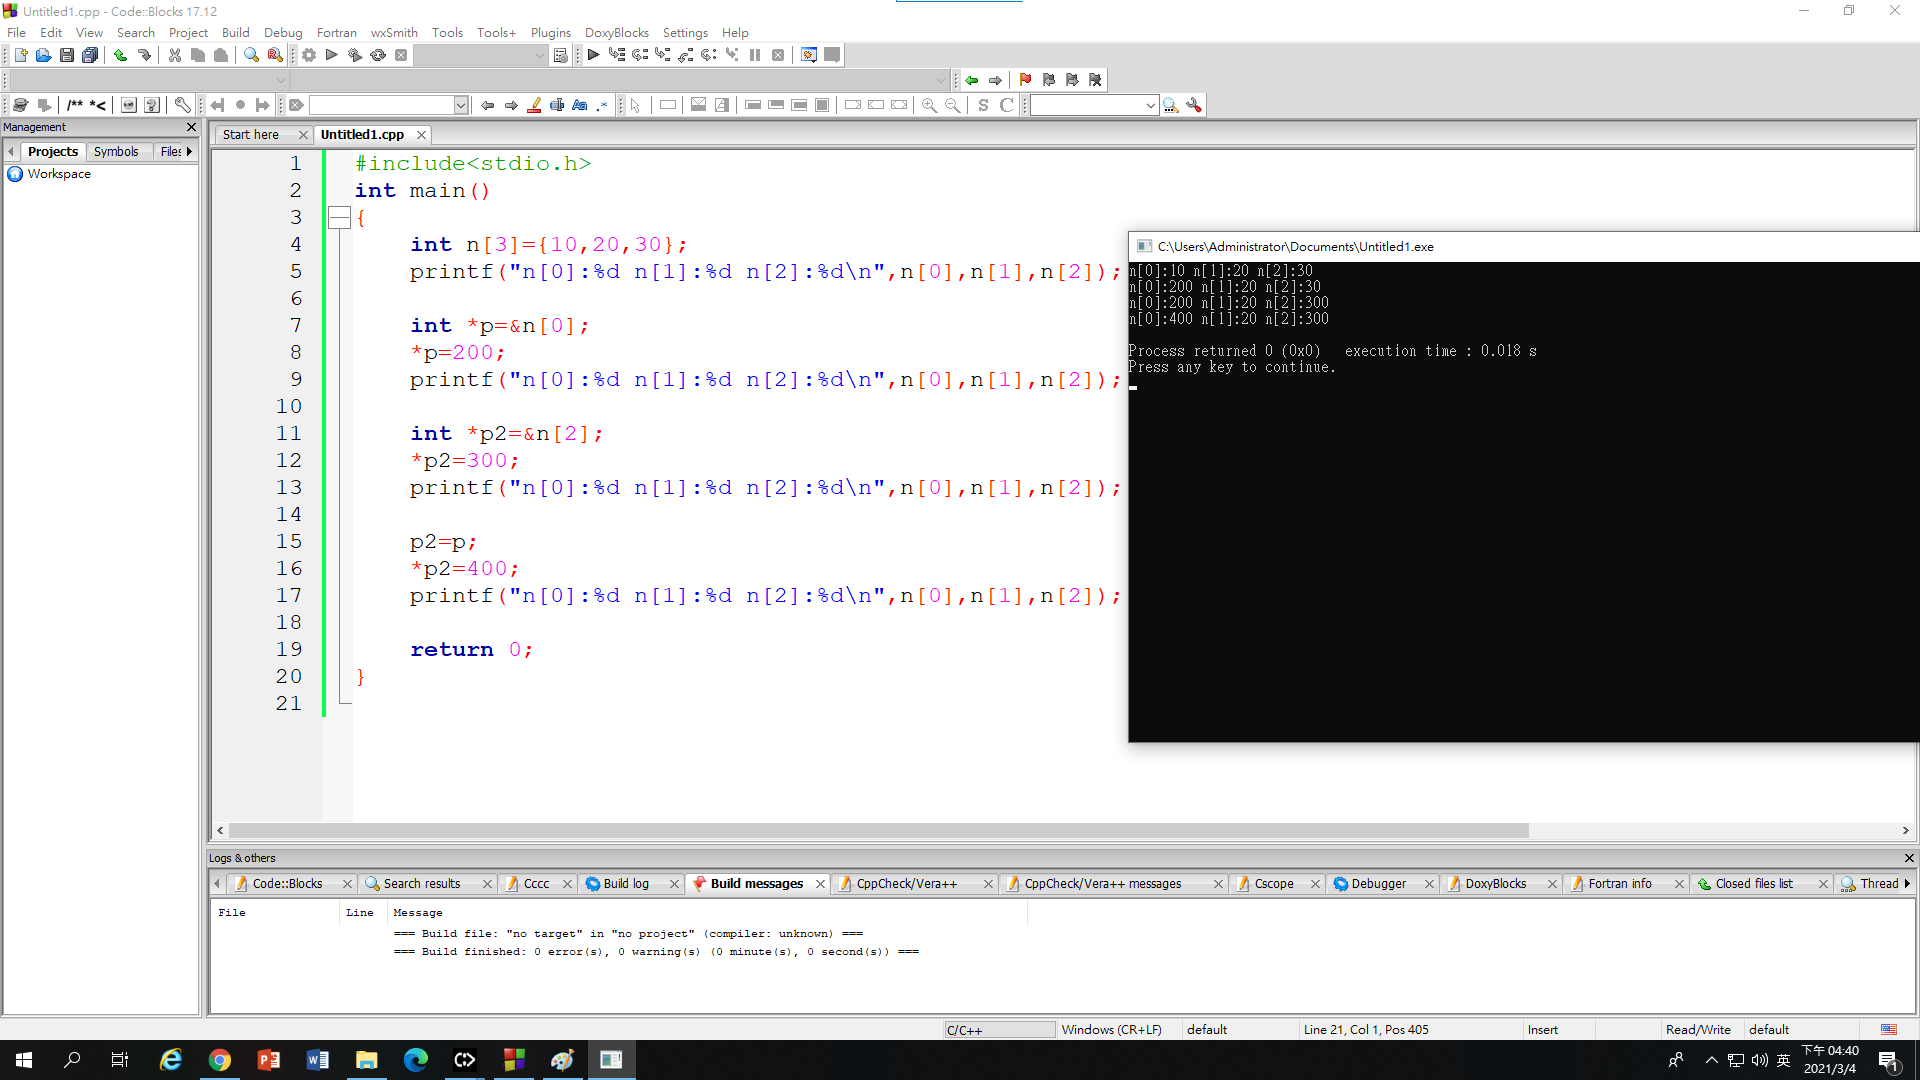 Untitled1.cpp - Code::Blocks 17.12
File Edit View Search Project Build Debug Fortran wxSmith Tools Tools+ Plugins DoxyBlocks Settings Help
/** *<
S C
Management
Projects Symbols Files
Workspace
Start here Untitled1.cpp
1 #include<stdio.h>
2 int main()
3 {
4 int n[3]={10,20,30};
5 printf("n[0]:%d n[1]:%d n[2]:%d\n",n[0],n[1],n[2]);
6
7 int *p=&n[0];
8 *p=200;
9 printf("n[0]:%d n[1]:%d n[2]:%d\n",n[0],n[1],n[2]);
10
11 int *p2=&n[2];
12 *p2=300;
13 printf("n[0]:%d n[1]:%d n[2]:%d\n",n[0],n[1],n[2]);
14
15 p2=p;
16 *p2=400;
17 printf("n[0]:%d n[1]:%d n[2]:%d\n",n[0],n[1],n[2]);
18
19 return 0;
20 }
21
C:\Users\Administrator\Documents\Untitled1.exe
n[0]:10 n[1]:20 n[2]:30
n[0]:200 n[1]:20 n[2]:30
n[0]:200 n[1]:20 n[2]:300
n[0]:400 n[1]:20 n[2]:300
Process returned 0 (0x0) execution time : 0.018 s
Press any key to continue.
Logs & others
Code::Blocks Search results Cccc Build log Build messages CppCheck/Vera++ CppCheck/Vera++ messages Cscope Debugger DoxyBlocks Fortran info Closed files list Thread
File Line Message
=== Build file: "no target" in "no project" (compiler: unknown) ===
=== Build finished: 0 error(s), 0 warning(s) (0 minute(s), 0 second(s)) ===
C/C++ Windows (CR+LF) default Line 21, Col 1, Pos 405 Insert Read/Write default
英 下午 04:40
2021/3/4
1